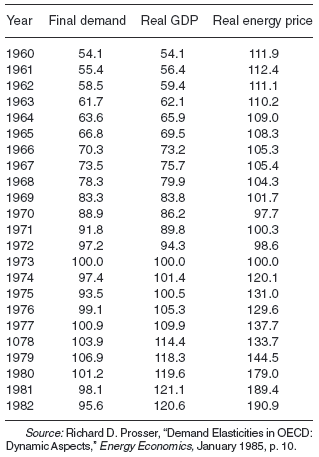 Year Final demand Real GDP Real energy price
1960 54.1 54.1 111.9
1961 55.4 56.4 112.4
1962 58.5 59.4 111.1
1963 61.7 62.1 110.2
1964 63.6 65.9 109.0
1965 66.8 69.5 108.3
1966 70.3 73.2 105.3
1967 73.5 75.7 105.4
1968 78.3 79.9 104.3
1969 83.3 83.8 101.7
1970 88.9 86.2 97.7
1971 91.8 89.8 100.3
1972 97.2 94.3 98.6
1973 100.0 100.0 100.0
1974 97.4 101.4 120.1
1975 93.5 100.5 131.0
1976 99.1 105.3 129.6
1977 100.9 109.9 137.7
1078 103.9 114.4 133.7
1979 106.9 118.3 144.5
1980 101.2 119.6 179.0
1981 98.1 121.1 189.4
1982 95.6 120.6 190.9
Source: Richard D. Prosser, “Demand Elasticities in OECD:
Dynamic Aspects,” Energy Economics, January 1985, p. 10.